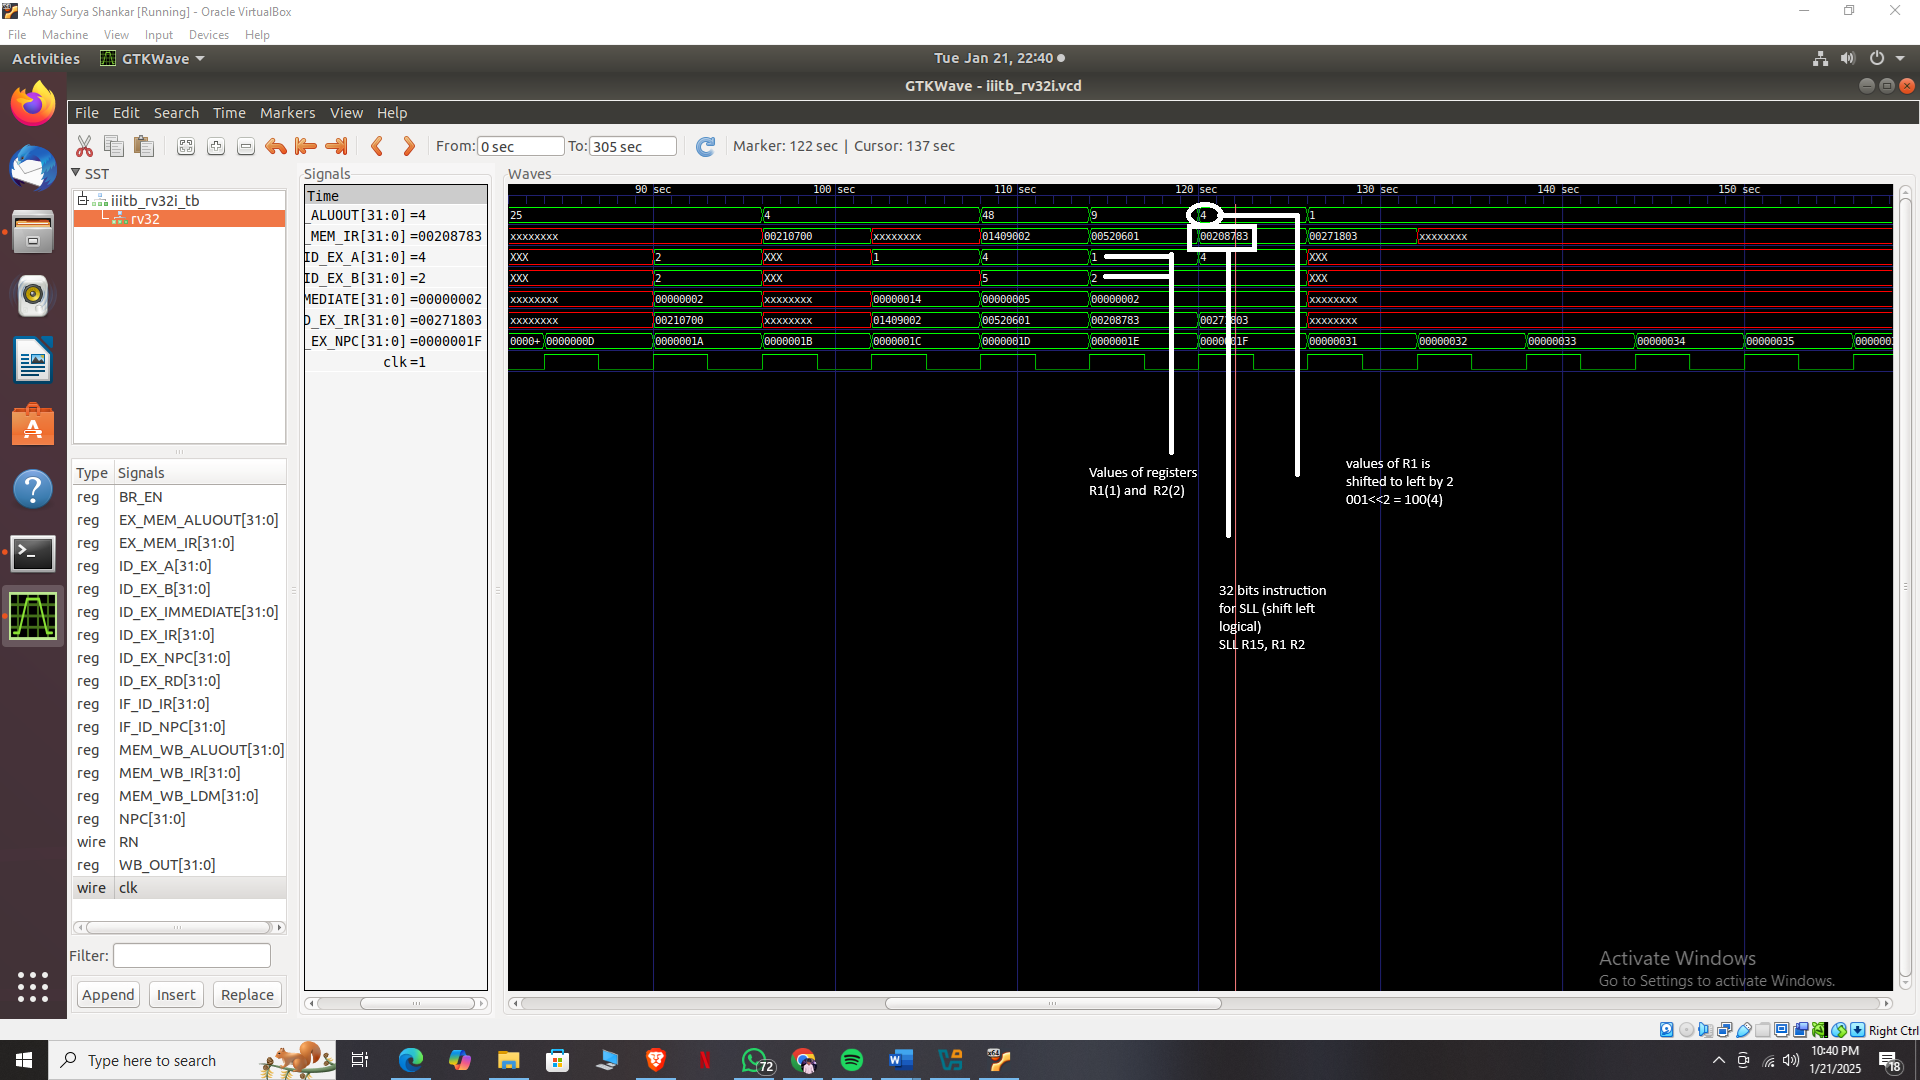 Abhay Surya Shankar [Running] - Oracle VirtualBox
File Machine View Input Devices Help
Activities GTKWave Tue Jan 21, 22:40
GTKWave - iiitb_rv32i.vcd
File Edit Search Time Markers View Help
From: 0 sec To: 305 sec Marker: 122 sec | Cursor: 137 sec
SST
iiitb_rv32i_tb
rv32
Type Signals
reg BR_EN
reg EX_MEM_ALUOUT[31:0]
reg EX_MEM_IR[31:0]
reg ID_EX_A[31:0]
reg ID_EX_B[31:0]
reg ID_EX_IMMEDIATE[31:0]
reg ID_EX_IR[31:0]
reg ID_EX_NPC[31:0]
reg ID_EX_RD[31:0]
reg IF_ID_IR[31:0]
reg IF_ID_NPC[31:0]
reg MEM_WB_ALUOUT[31:0]
reg MEM_WB_IR[31:0]
reg MEM_WB_LDM[31:0]
reg NPC[31:0]
wire RN
reg WB_OUT[31:0]
wire clk
Filter:
Append Insert Replace
Signals
Time
_ALUOUT[31:0] =4
_MEM_IR[31:0] =00208783
ID_EX_A[31:0] =4
ID_EX_B[31:0] =2
MEDIATE[31:0] =00000002
D_EX_IR[31:0] =00271803
_EX_NPC[31:0] =0000001F
clk =1
Waves
90 sec 100 sec 110 sec 120 sec 130 sec 140 sec 150 sec
25 4 48 9 4 1
xxxxxxxx 00210700 xxxxxxxx 01409002 00520601 00208783 00271803 xxxxxxxx
XXX 2 XXX 1 4 1 4 XXX
XXX 2 XXX 5 2 XXX
xxxxxxxx 00000002 xxxxxxxx 00000014 00000005 00000002 xxxxxxxx
xxxxxxxx 00210700 xxxxxxxx 01409002 00520601 00208783 00271803 xxxxxxxx
0000+ 0000000D 0000001A 0000001B 0000001C 0000001D 0000001E 0000001F 00000031 00000032 00000033 00000034 00000035
Values of registers
R1(1) and R2(2)
values of R1 is
shifted to left by 2
001<<2 = 100(4)
32 bits instruction
for SLL (shift left
logical)
SLL R15, R1 R2
Activate Windows
Go to Settings to activate Windows.
Right Ctrl
Type here to search
72
10:40 PM
1/21/2025
18